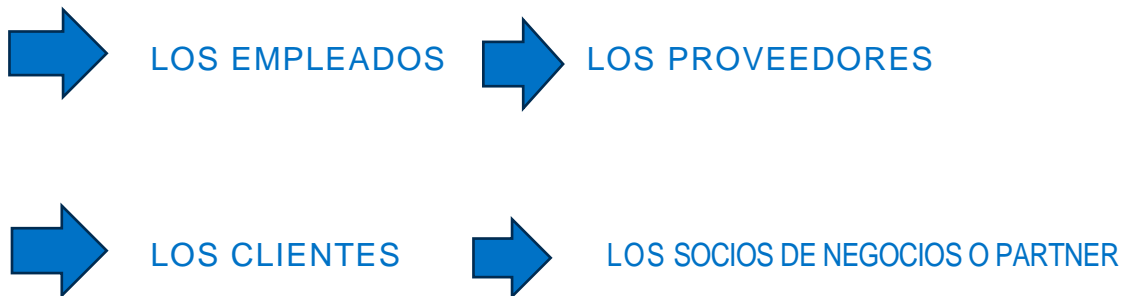 LOS EMPLEADOS
LOS PROVEEDORES
LOS CLIENTES
LOS SOCIOS DE NEGOCIOS O PARTNER